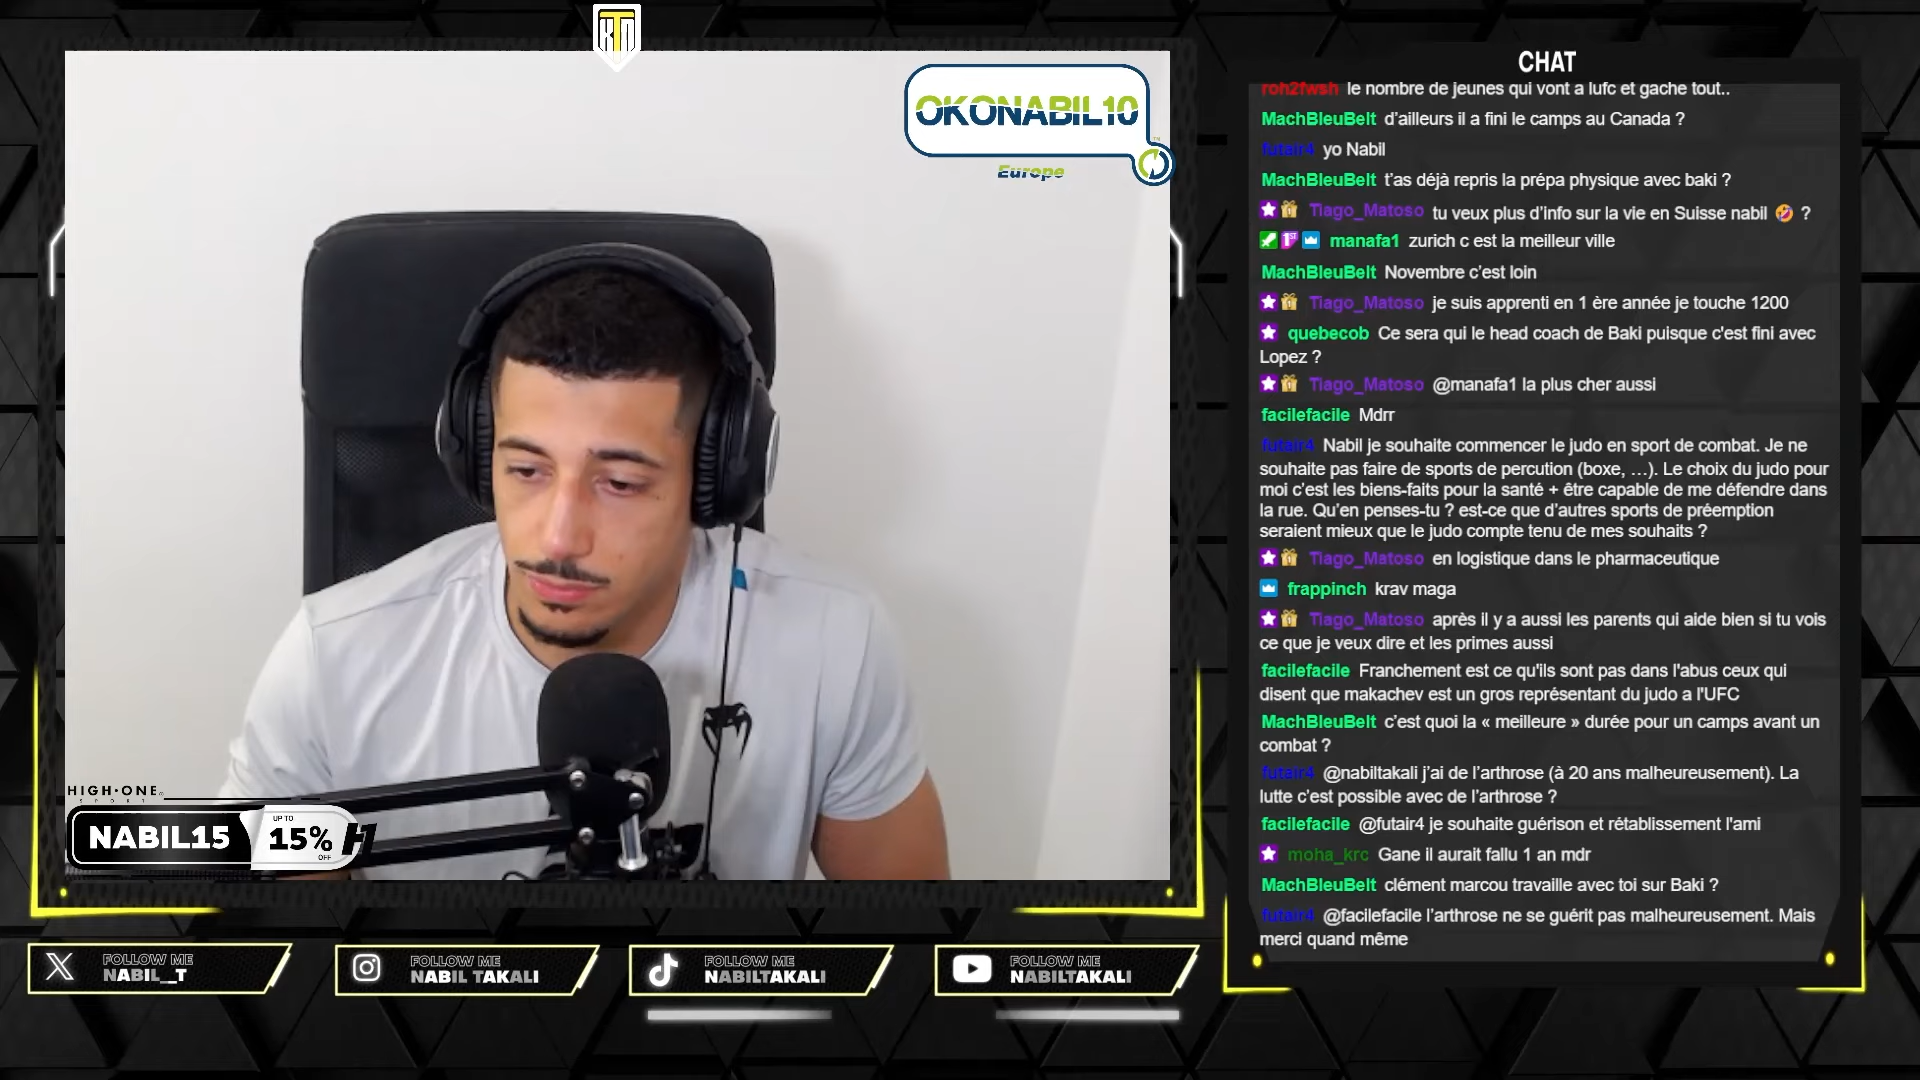 KTN
OKONABIL10
Europe
HIGH·ONE
SPORT
NABIL15
UP TO
15%
OFF
FOLLOW ME
NABIL__T
FOLLOW ME
NABIL TAKALI
FOLLOW ME
NABILTAKALI
FOLLOW ME
NABILTAKALI
CHAT
roh2fwsh le nombre de jeunes qui vont a lufc et gache tout..
MachBleuBelt d’ailleurs il a fini le camps au Canada ?
futair4 yo Nabil
MachBleuBelt t’as déjà repris la prépa physique avec baki ?
Tiago_Matoso tu veux plus d’info sur la vie en Suisse nabil 🤣 ?
manafa1 zurich c est la meilleur ville
MachBleuBelt Novembre c’est loin
Tiago_Matoso je suis apprenti en 1 ère année je touche 1200
quebecob Ce sera qui le head coach de Baki puisque c'est fini avec
Lopez ?
Tiago_Matoso @manafa1 la plus cher aussi
facilefacile Mdrr
futair4 Nabil je souhaite commencer le judo en sport de combat. Je ne
souhaite pas faire de sports de percution (boxe, …). Le choix du judo pour
moi c’est les biens-faits pour la santé + être capable de me défendre dans
la rue. Qu’en penses-tu ? est-ce que d’autres sports de préemption
seraient mieux que le judo compte tenu de mes souhaits ?
Tiago_Matoso en logistique dans le pharmaceutique
frappinch krav maga
Tiago_Matoso après il y a aussi les parents qui aide bien si tu vois
ce que je veux dire et les primes aussi
facilefacile Franchement est ce qu'ils sont pas dans l'abus ceux qui
disent que makachev est un gros représentant du judo a l'UFC
MachBleuBelt c’est quoi la « meilleure » durée pour un camps avant un
combat ?
futair4 @nabiltakali j’ai de l’arthrose (à 20 ans malheureusement). La
lutte c’est possible avec de l’arthrose ?
facilefacile @futair4 je souhaite guérison et rétablissement l'ami
moha_krc Gane il aurait fallu 1 an mdr
MachBleuBelt clément marcou travaille avec toi sur Baki ?
futair4 @facilefacile l’arthrose ne se guérit pas malheureusement. Mais
merci quand même